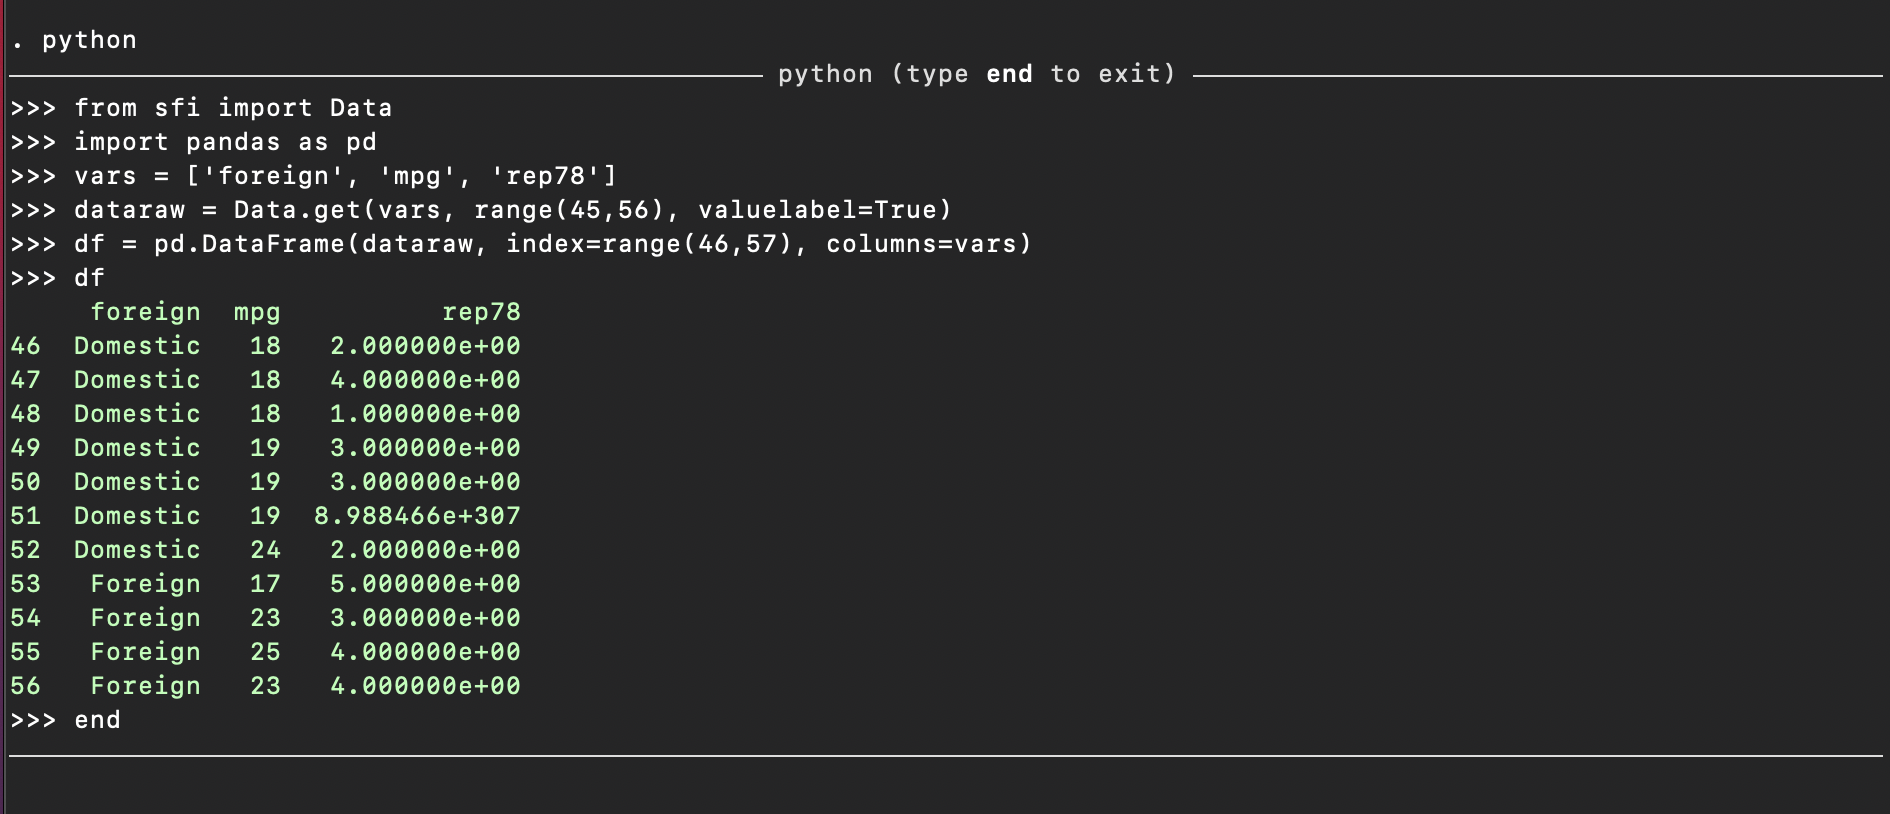 . python
python (type end to exit)
>>> from sfi import Data
>>> import pandas as pd
>>> vars = ['foreign', 'mpg', 'rep78']
>>> dataraw = Data.get(vars, range(45,56), valuelabel=True)
>>> df = pd.DataFrame(dataraw, index=range(46,57), columns=vars)
>>> df
     foreign  mpg          rep78
46  Domestic   18   2.000000e+00
47  Domestic   18   4.000000e+00
48  Domestic   18   1.000000e+00
49  Domestic   19   3.000000e+00
50  Domestic   19   3.000000e+00
51  Domestic   19  8.988466e+307
52  Domestic   24   2.000000e+00
53   Foreign   17   5.000000e+00
54   Foreign   23   3.000000e+00
55   Foreign   25   4.000000e+00
56   Foreign   23   4.000000e+00
>>> end